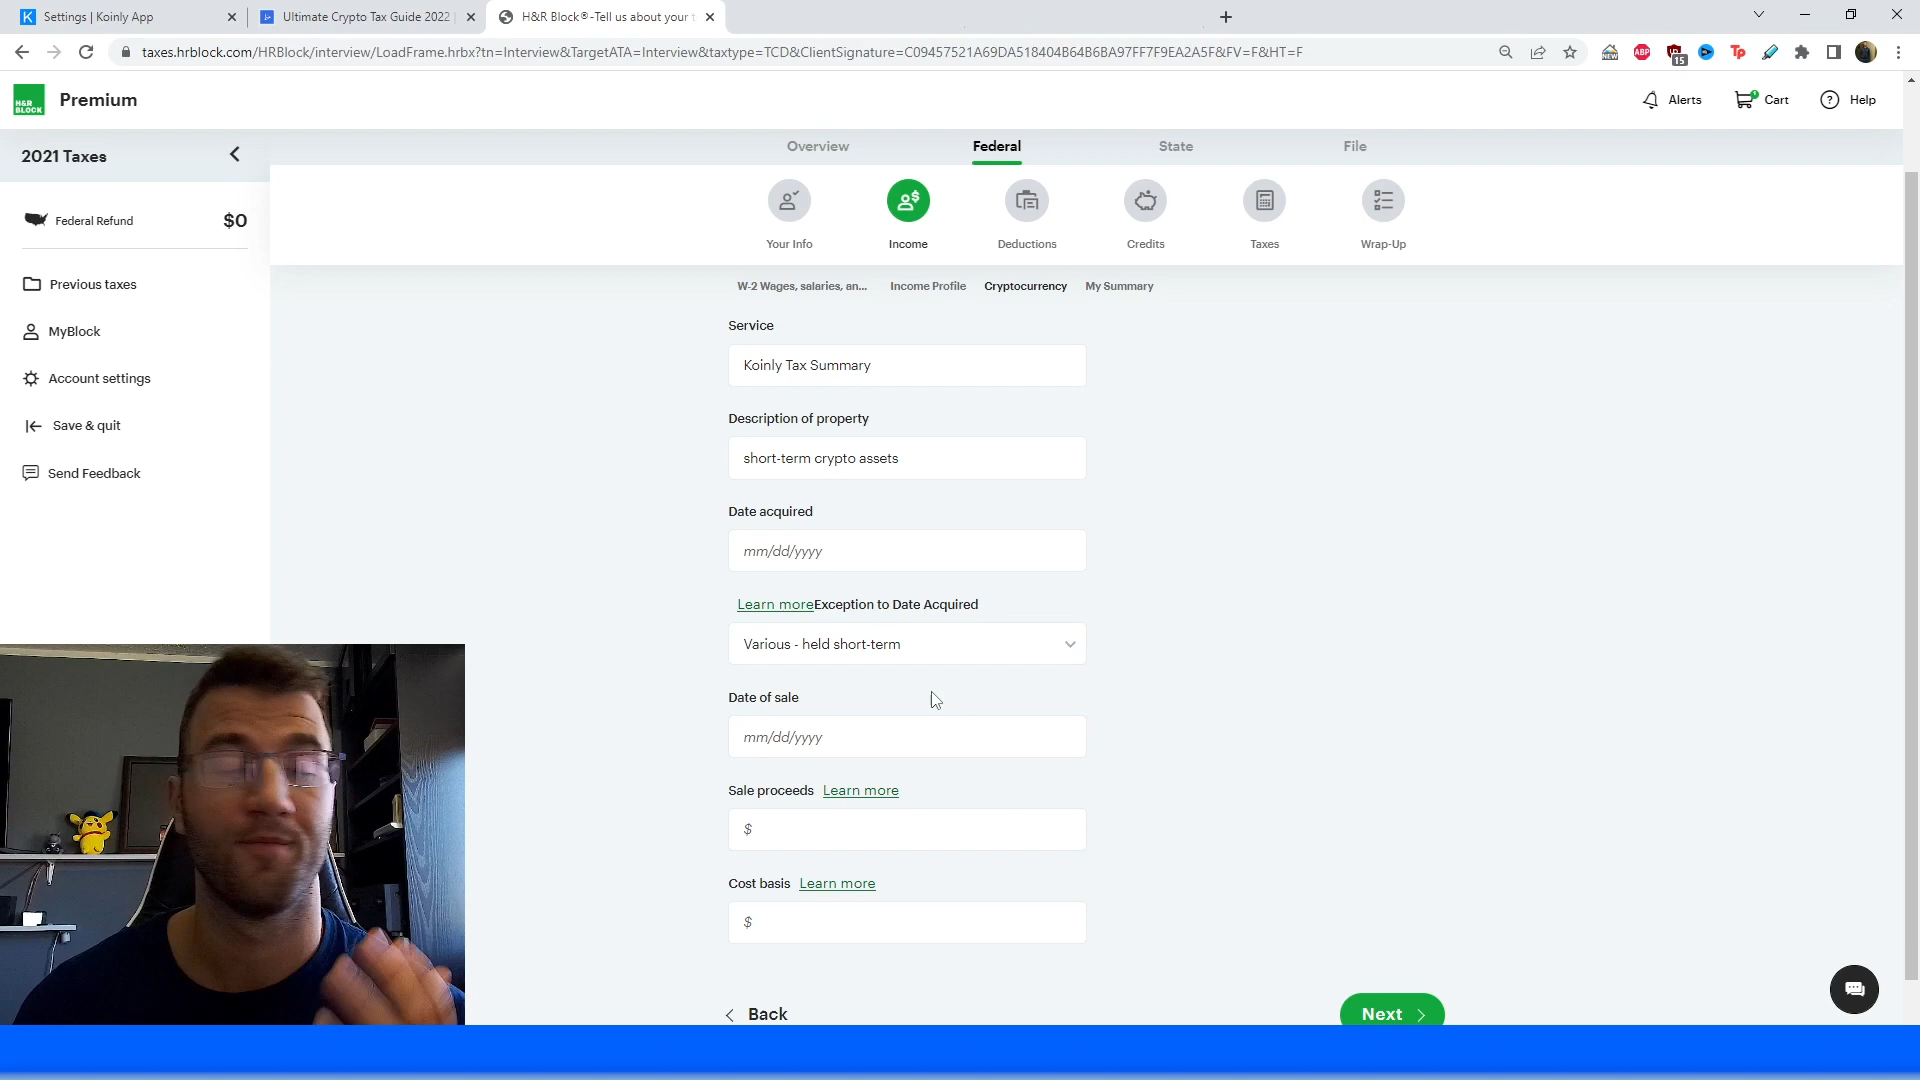 Settings | Koinly App
Ultimate Crypto Tax Guide 2022 |
H&R Block®-Tell us about your t
taxes.hrblock.com/HRBlock/interview/LoadFrame.hrbx?tn=Interview&TargetATA=Interview&taxtype=TCD&ClientSignature=C09457521A69DA518404B64B6BA97FF7F9EA2A5F&FV=F&HT=F
NEW
ABP
15
Tp
H&R BLOCK
Premium
Alerts
Cart
Help
2021 Taxes
Overview
Federal
State
File
Federal Refund
$0
Your Info
Income
Deductions
Credits
Taxes
Wrap-Up
Previous taxes
MyBlock
Account settings
Save & quit
Send Feedback
W-2 Wages, salaries, an...
Income Profile
Cryptocurrency
My Summary
Service
Koinly Tax Summary
Description of property
short-term crypto assets
Date acquired
mm/dd/yyyy
Learn moreException to Date Acquired
Various - held short-term
Date of sale
mm/dd/yyyy
Sale proceeds Learn more
$
Cost basis Learn more
$
Back
Next